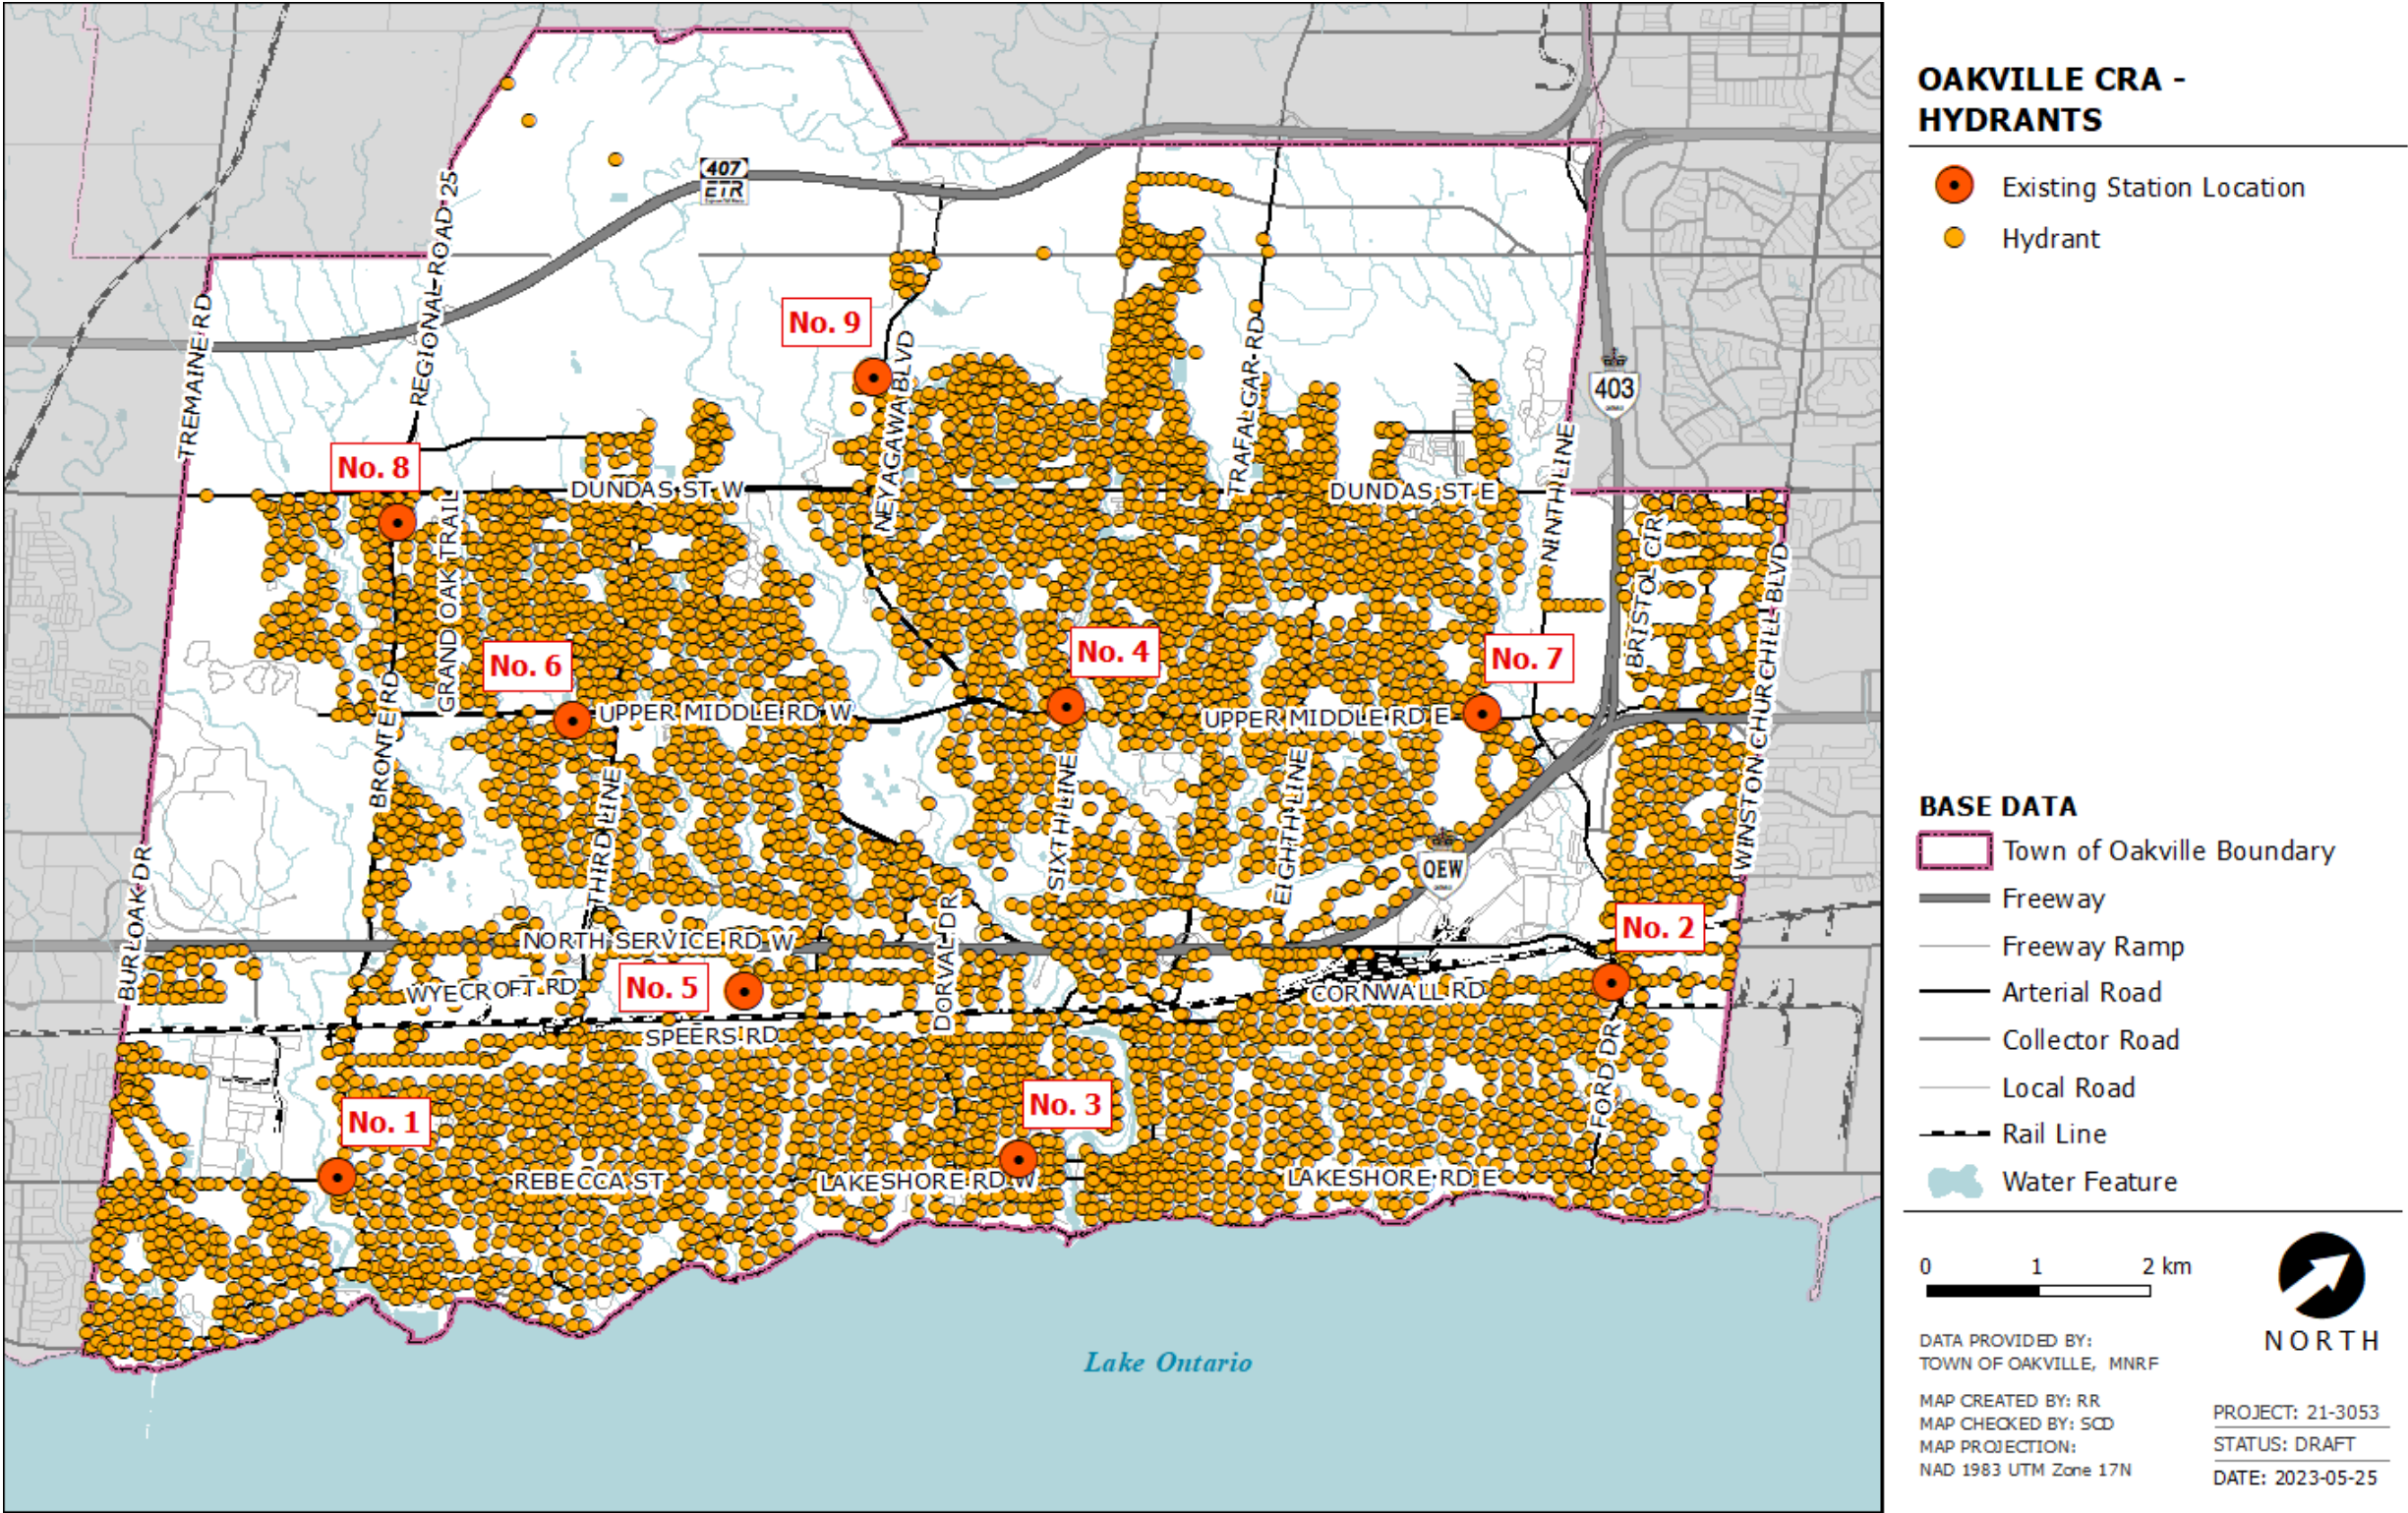 407
ETR
REGIONAL ROAD 25
TREMAINE RD
No. 9
NEYAGAWA BLVD
TRAFALGAR RD
403
No. 8
DUNDAS ST W
DUNDAS ST E
NINTH LINE
GRAND OAK TRAIL
BRISTOL CIR
No. 6
No. 4
No. 7
UPPER MIDDLE RD W
UPPER MIDDLE RD E
BRONTE RD
THIRD LINE
SIXTH LINE
EIGHTH LINE
WINSTON CHURCHILL BLVD
BURLOAK DR
QEW
NORTH SERVICE RD W
DORVAL DR
No. 2
WYECROFT RD
No. 5
CORNWALL RD
SPEERS RD
FORD DR
No. 1
No. 3
REBECCA ST
LAKESHORE RD W
LAKESHORE RD E
Lake Ontario
OAKVILLE CRA -
HYDRANTS
Existing Station Location
Hydrant
BASE DATA
Town of Oakville Boundary
Freeway
Freeway Ramp
Arterial Road
Collector Road
Local Road
Rail Line
Water Feature
0 1 2 km
NORTH
DATA PROVIDED BY:
TOWN OF OAKVILLE, MNRF
MAP CREATED BY: RR
MAP CHECKED BY: SCD
MAP PROJECTION:
NAD 1983 UTM Zone 17N
PROJECT: 21-3053
STATUS: DRAFT
DATE: 2023-05-25